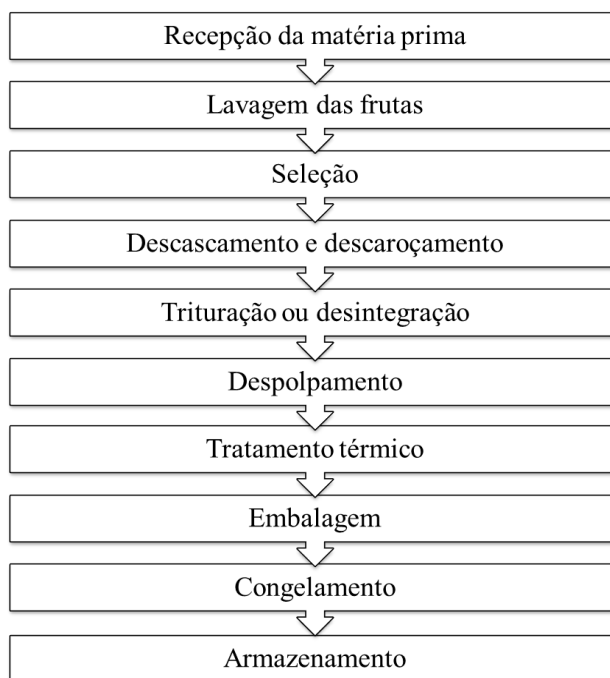 Recepção da matéria prima
Lavagem das frutas
Seleção
Descascamento e descaroçamento
Trituração ou desintegração
Despolpamento
Tratamento térmico
Embalagem
Congelamento
Armazenamento